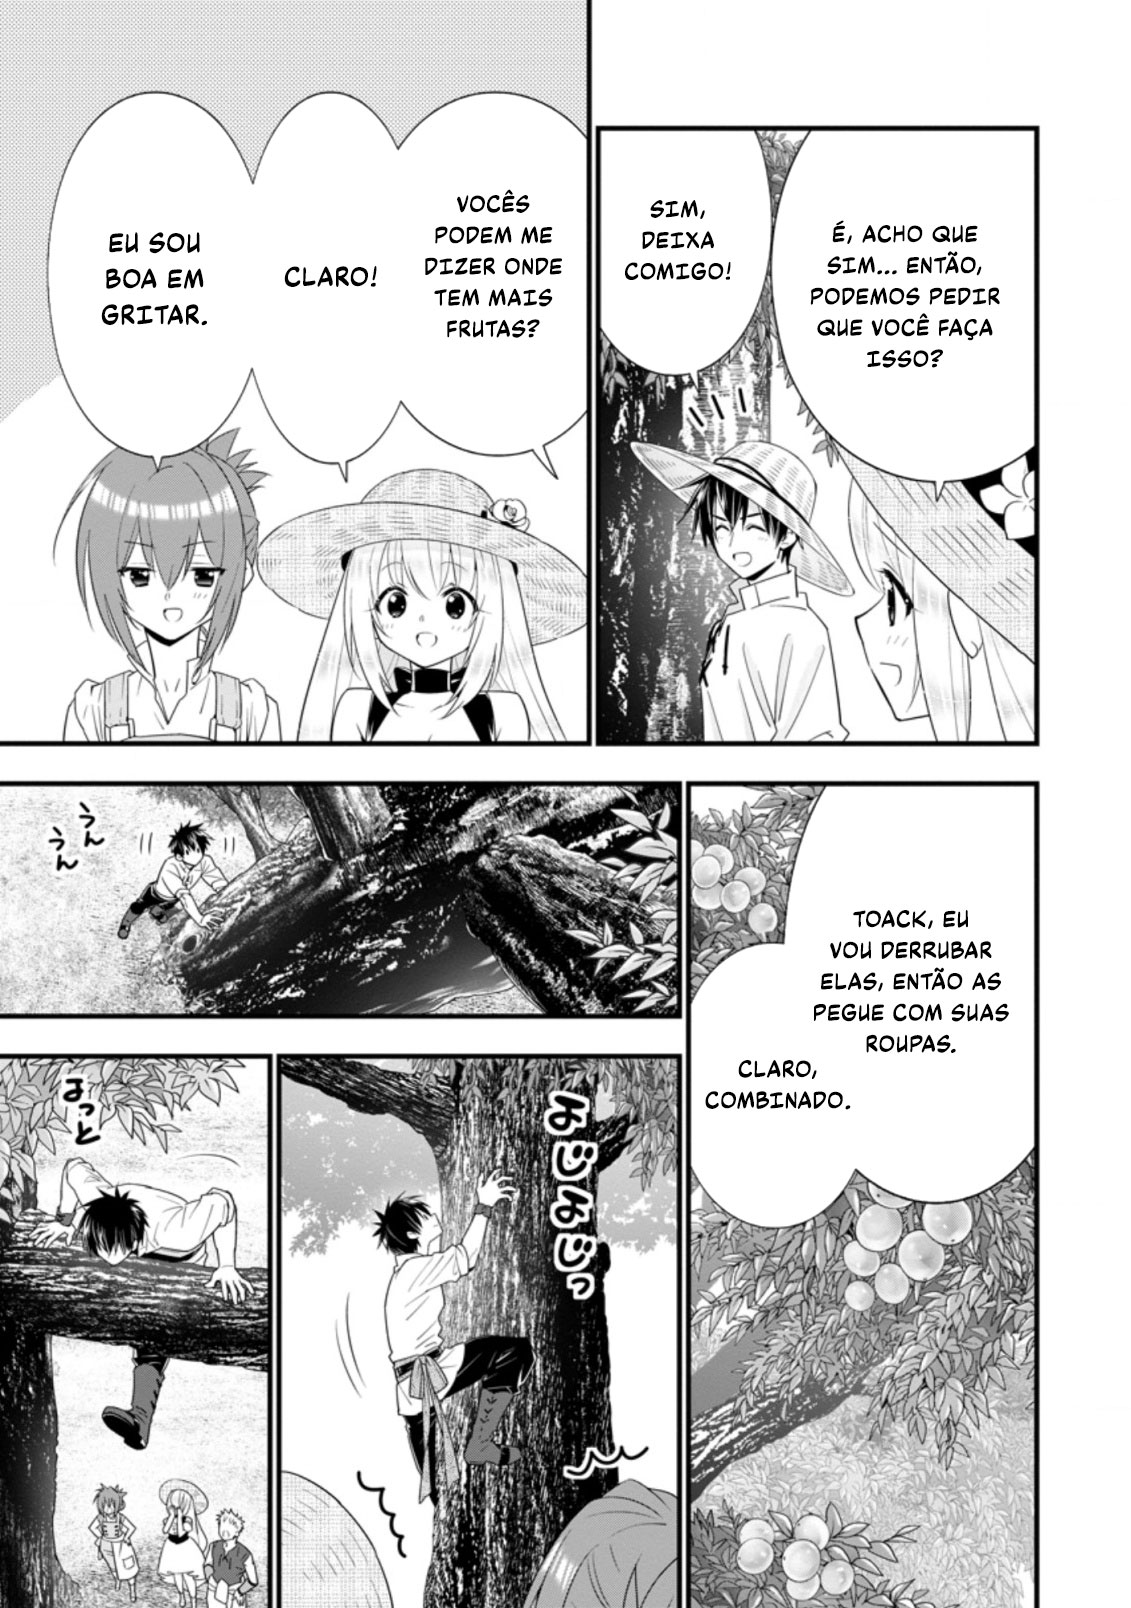 É, ACHO QUE
SIM... ENTÃO,
PODEMOS PEDIR
QUE VOCÊ FAÇA
ISSO?
SIM,
DEIXA
COMIGO!
VOCÊS
PODEM ME
DIZER ONDE
TEM MAIS
FRUTAS?
CLARO!
EU SOU
BOA EM
GRITAR.
TOACK, EU
VOU DERRUBAR
ELAS, ENTÃO AS
PEGUE COM SUAS
ROUPAS.
CLARO,
COMBINADO.
うんうん
よじよじっ
よっと